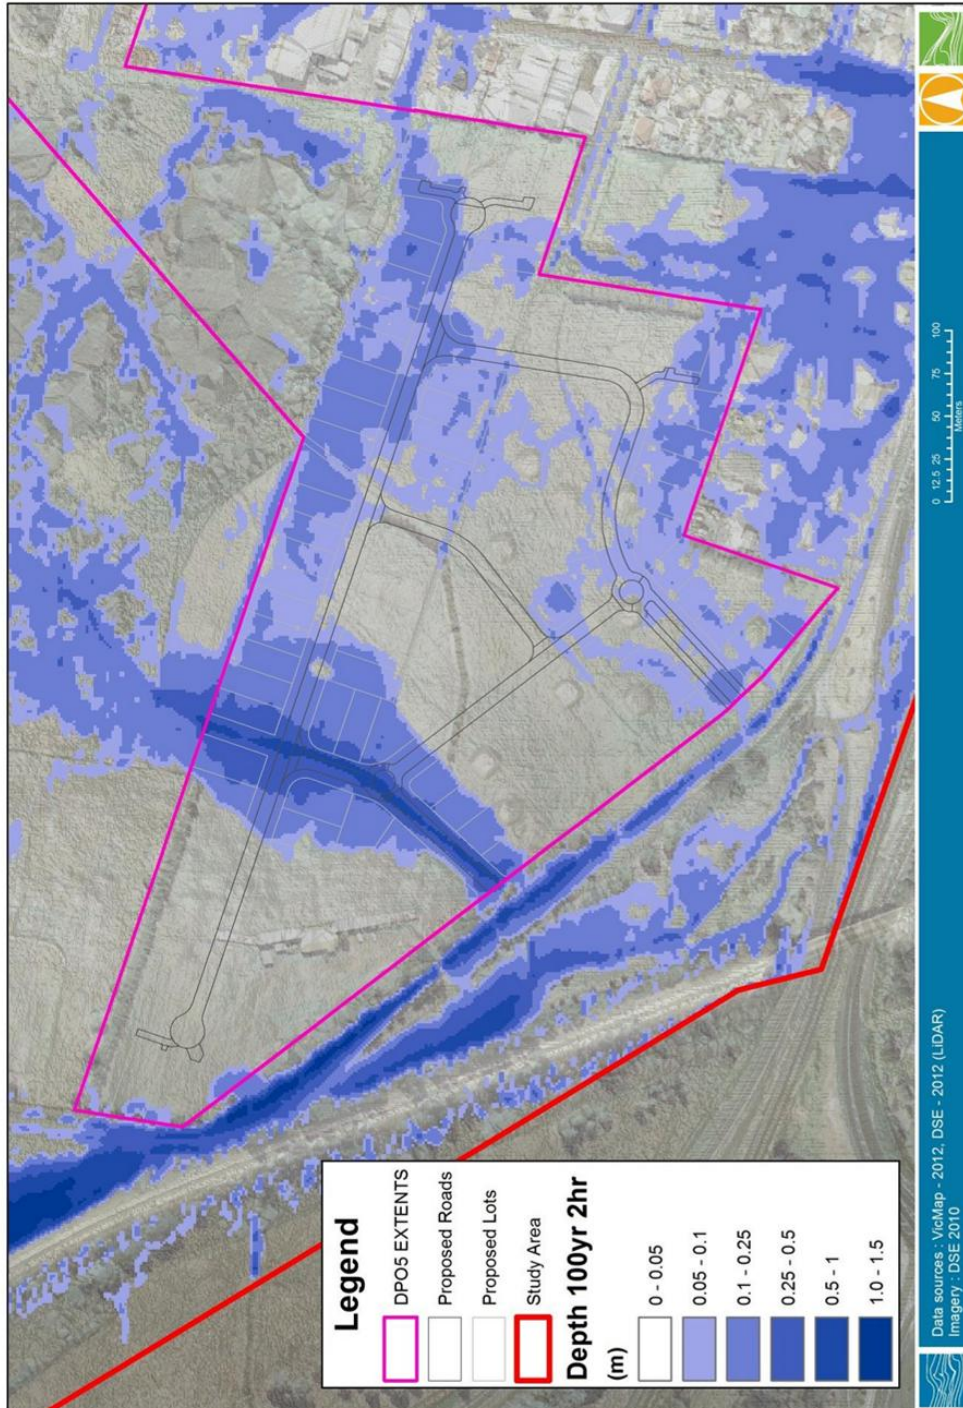 Legend
DPO5 EXTENTS
Proposed Roads
Proposed Lots
Study Area
Depth 100yr 2hr
(m)
0 - 0.05
0.05 - 0.1
0.11 - 0.25
0.25 - 0.5
0.5 - 1
1.0 - 1.5
Data sources : VicMap - 2012, DSE - 2012 (LiDAR)
Imagery : DSE 2010
0 12.5 25 50 75 100
Meters